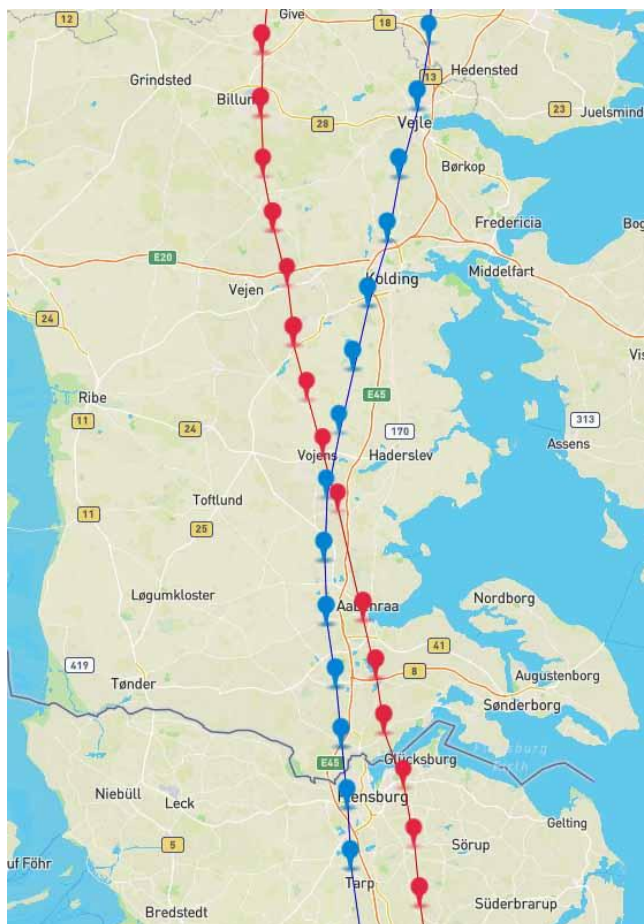 Give
12
18
Hedensted
13
Grindsted
Billun
23
Juelsmind
28
Vejle
Børkop
Fredericia
Bog
E20
Middelfart
Kolding
Vejen
24
Vis
E45
Ribe
313
11
24
170
Assens
Vojens
Haderslev
Toftlund
11
25
Løgumkloster
Aabenraa
Nordborg
41
419
8
Augustenborg
Tønder
Sønderborg
Flensburg
Firth
E45
Glücksburg
Niebüll
Leck
Flensburg
Gelting
5
Sörup
uf Föhr
Tarp
Süderbrarup
Bredstedt